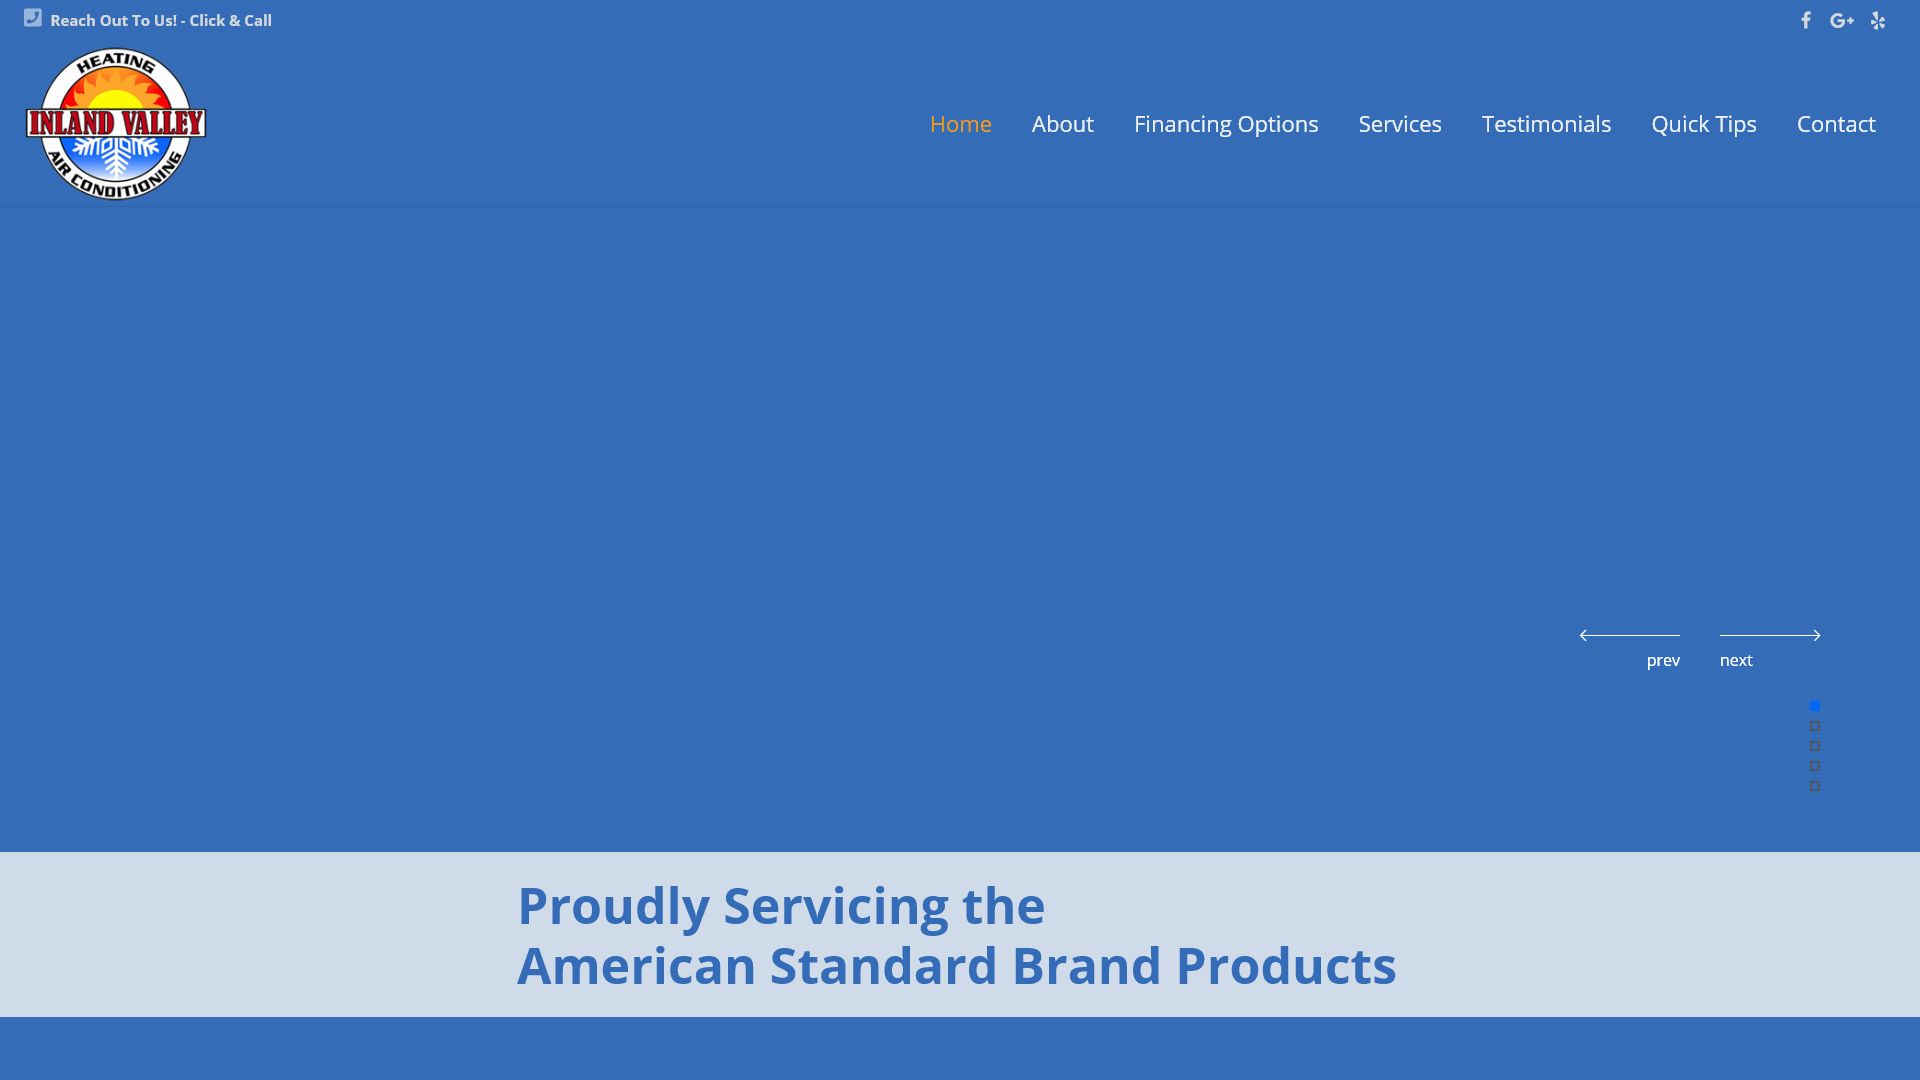 Reach Out To Us! - Click & Call
HEATING
INLAND VALLEY
AIR CONDITIONING
Home
About
Financing Options
Services
Testimonials
Quick Tips
Contact
prev
next
Proudly Servicing the
American Standard Brand Products